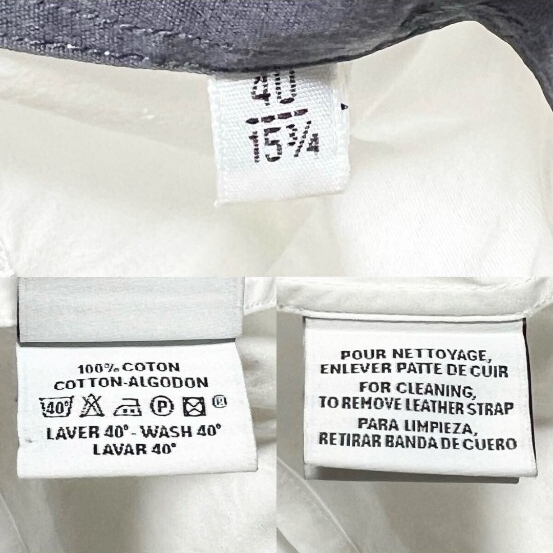 40
15¾
100% COTON
COTTON-ALGODON
40° P ®
LAVER 40° - WASH 40°
LAVAR 40°
POUR NETTOYAGE,
ENLEVER PATTE DE CUIR
FOR CLEANING,
TO REMOVE LEATHER STRAP
PARA LIMPIEZA,
RETIRAR BANDA DE CUERO